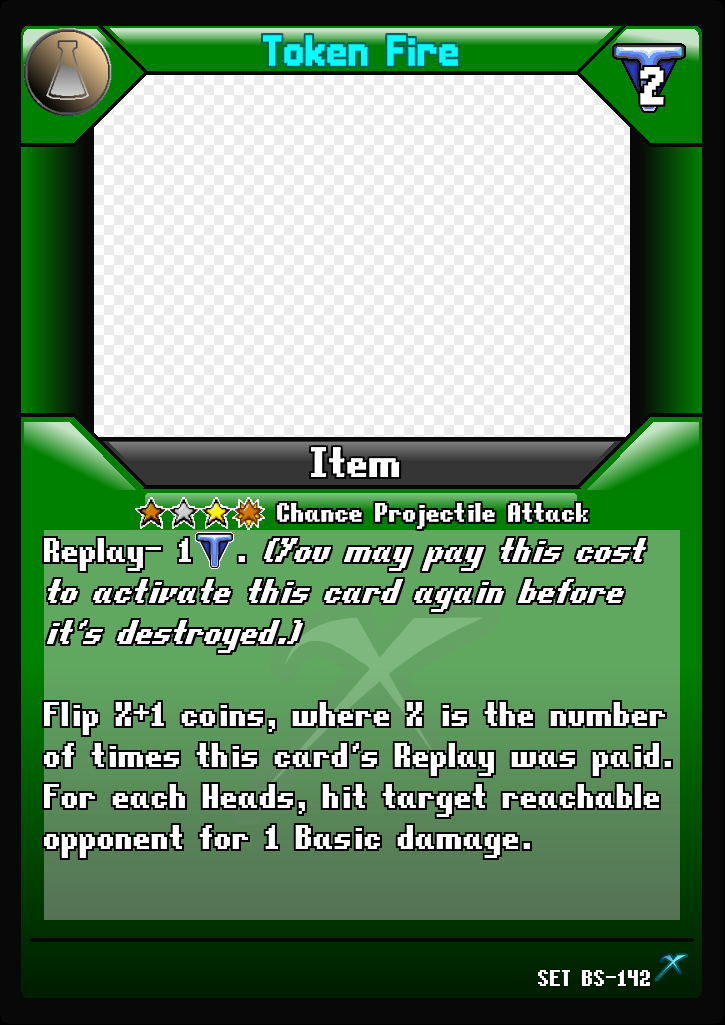 Token Fire
2
Item
Chance Projectile Attack
Replay- 1 . (You may pay this cost
to activate this card again before
it's destroyed.)
Flip X+1 coins, where X is the number
of times this card's Replay was paid.
For each Heads, hit target reachable
opponent for 1 Basic damage.
SET BS-142